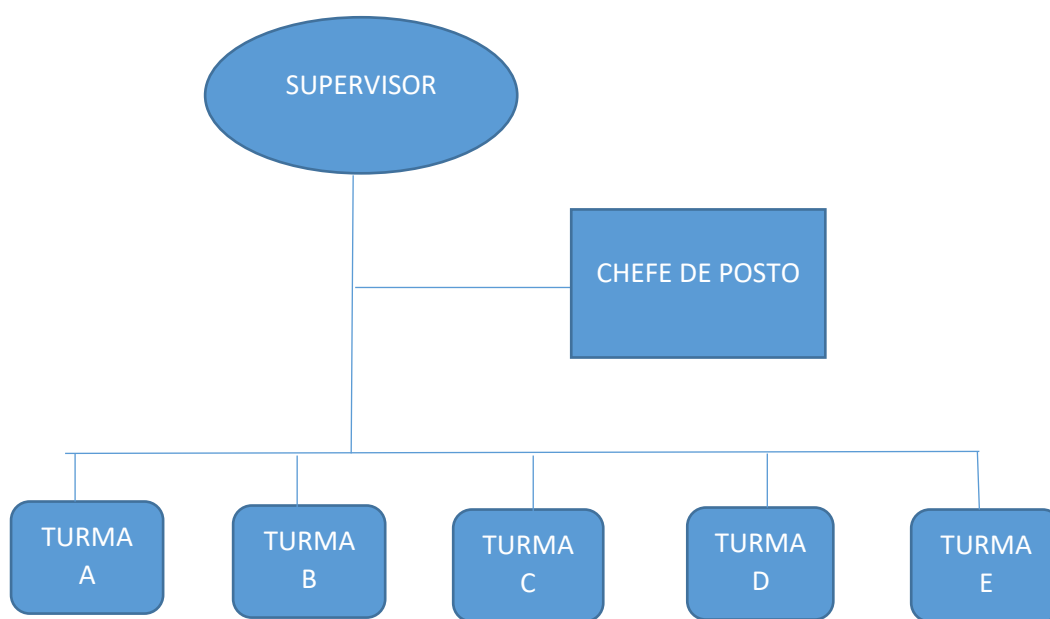 SUPERVISOR
CHEFE DE POSTO
TURMA
A
TURMA
B
TURMA
C
TURMA
D
TURMA
E